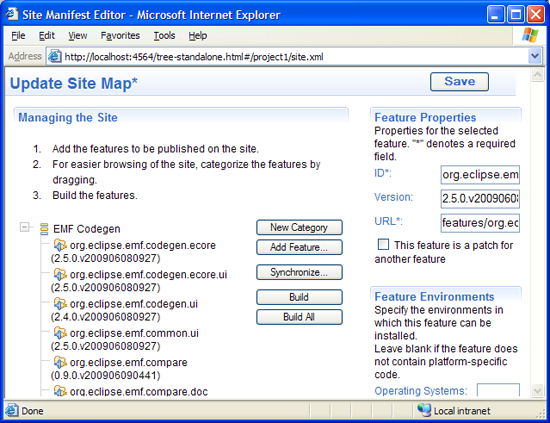 Site Manifest Editor - Microsoft Internet Explorer
File Edit View Favorites Tools Help
Address http://localhost:4564/tree-standalone.html#/project1/site.xml
Update Site Map*
Save
Managing the Site
1. Add the features to be published on the site.
2. For easier browsing of the site, categorize the features by
dragging.
3. Build the features.
EMF Codegen
org.eclipse.emf.codegen.ecore
(2.5.0.v200906080927)
org.eclipse.emf.codegen.ecore.ui
(2.5.0.v200906080927)
org.eclipse.emf.codegen.ui
(2.4.0.v200906080927)
org.eclipse.emf.common.ui
(2.5.0.v200906080927)
org.eclipse.emf.compare
(0.9.0.v200906090441)
org.eclipse.emf.compare.doc
New Category
Add Feature...
Synchronize...
Build
Build All
Feature Properties
Properties for the selected
feature. "*" denotes a required
field.
ID*: org.eclipse.em
Version: 2.5.0.v2009060
URL*: features/org.ec
This feature is a patch for
another feature
Feature Environments
Specify the environments in
which this feature can be
installed.
Leave blank if the feature does
not contain platform-specific
code.
Operating Systems:
Done
Local intranet